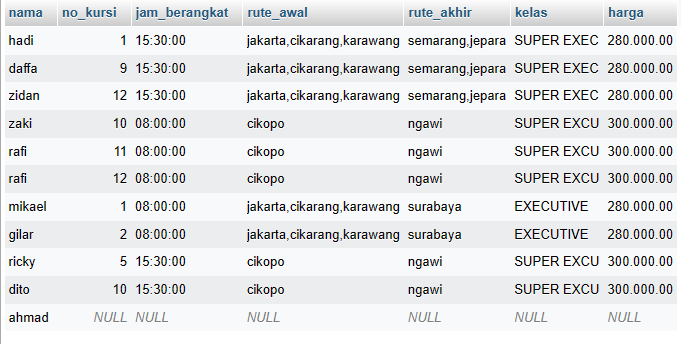 nama no_kursi jam_berangkat rute_awal rute_akhir kelas harga
hadi 1 15:30:00 jakarta,cikarang,karawang semarang,jepara SUPER EXEC 280.000.00
daffa 9 15:30:00 jakarta,cikarang,karawang semarang,jepara SUPER EXEC 280.000.00
zidan 12 15:30:00 jakarta,cikarang,karawang semarang,jepara SUPER EXEC 280.000.00
zaki 10 08:00:00 cikopo ngawi SUPER EXCU 300.000.00
rafi 11 08:00:00 cikopo ngawi SUPER EXCU 300.000.00
rafi 12 08:00:00 cikopo ngawi SUPER EXCU 300.000.00
mikael 1 08:00:00 jakarta,cikarang,karawang surabaya EXECUTIVE 280.000.00
gilar 2 08:00:00 jakarta,cikarang,karawang surabaya EXECUTIVE 280.000.00
ricky 5 15:30:00 cikopo ngawi SUPER EXCU 300.000.00
dito 10 15:30:00 cikopo ngawi SUPER EXCU 300.000.00
ahmad NULL NULL NULL NULL NULL NULL